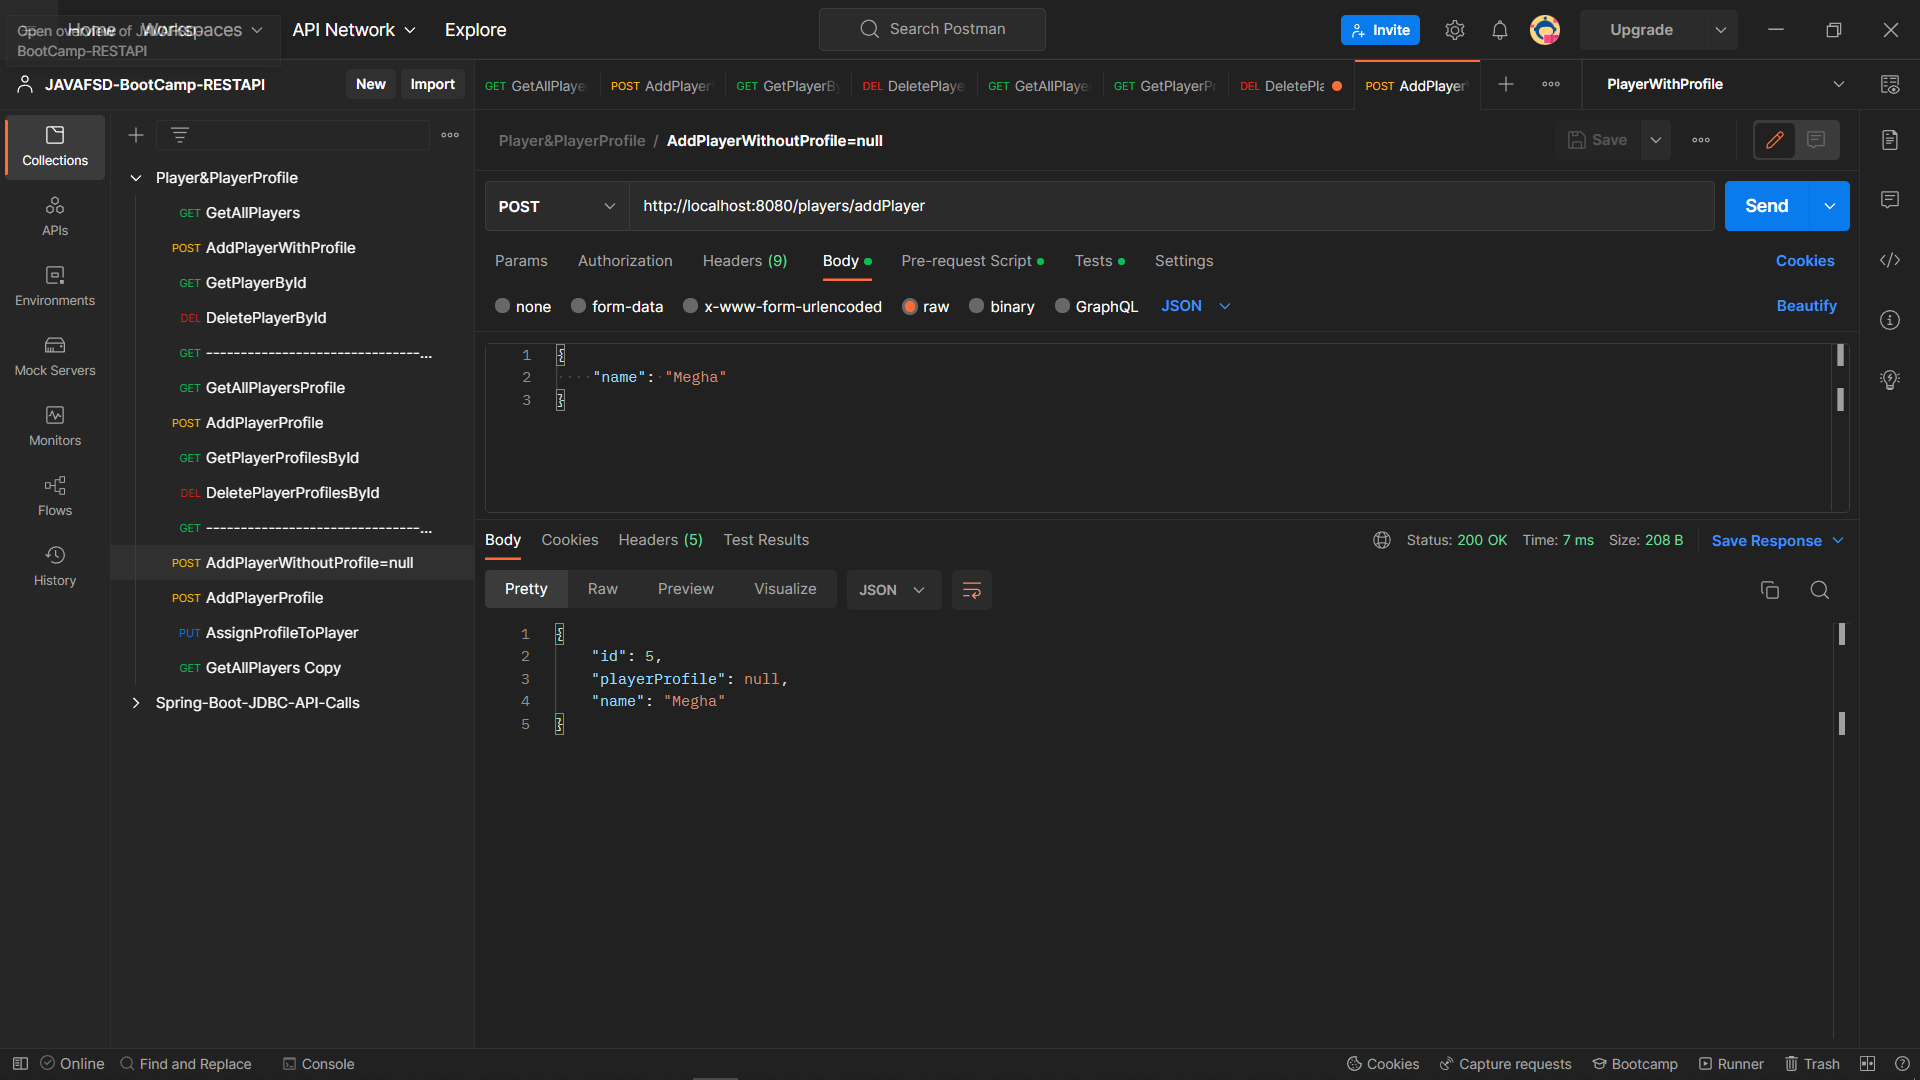 Home Workspaces API Network Explore Search Postman Invite Upgrade
Open overview of JAVAFSD-
BootCamp-RESTAPI
JAVAFSD-BootCamp-RESTAPI New Import
GET GetAllPlaye POST AddPlayer GET GetPlayerBy DEL DeletePlaye GET GetAllPlaye GET GetPlayerP DEL DeletePla POST AddPlayer PlayerWithProfile
Collections
APIs
Environments
Mock Servers
Monitors
Flows
History
Player&PlayerProfile
GET GetAllPlayers
POST AddPlayerWithProfile
GET GetPlayerById
DEL DeletePlayerById
GET -------------------------------...
GET GetAllPlayersProfile
POST AddPlayerProfile
GET GetPlayerProfilesById
DEL DeletePlayerProfilesById
GET -------------------------------...
POST AddPlayerWithoutProfile=null
POST AddPlayerProfile
PUT AssignProfileToPlayer
GET GetAllPlayers Copy
Spring-Boot-JDBC-API-Calls
Player&PlayerProfile / AddPlayerWithoutProfile=null Save
POST http://localhost:8080/players/addPlayer Send
Params Authorization Headers (9) Body Pre-request Script Tests Settings Cookies
none form-data x-www-form-urlencoded raw binary GraphQL JSON Beautify
1 {
2 "name": "Megha"
3 }
Body Cookies Headers (5) Test Results Status: 200 OK Time: 7 ms Size: 208 B Save Response
Pretty Raw Preview Visualize JSON
1 {
2 "id": 5,
3 "playerProfile": null,
4 "name": "Megha"
5 }
Online Find and Replace Console Cookies Capture requests Bootcamp Runner Trash